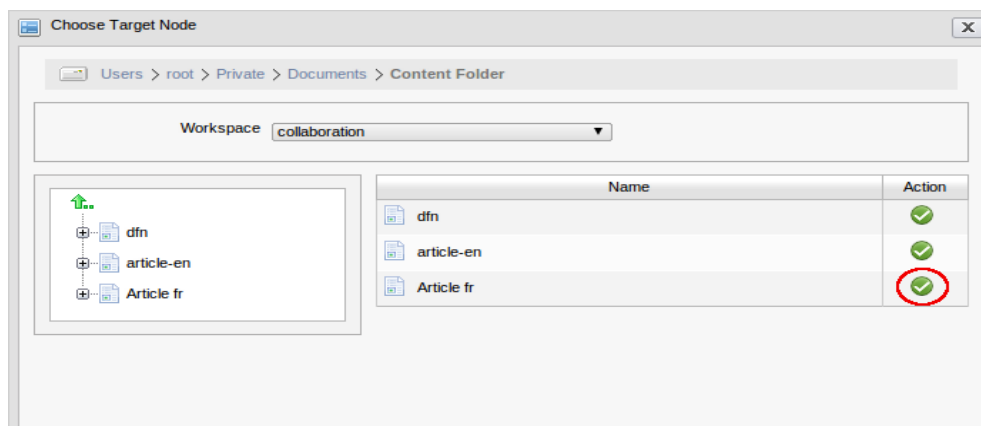 Choose Target Node
X
Users > root > Private > Documents > Content Folder
Workspace collaboration
dfn
article-en
Article fr
Name Action
dfn
article-en
Article fr